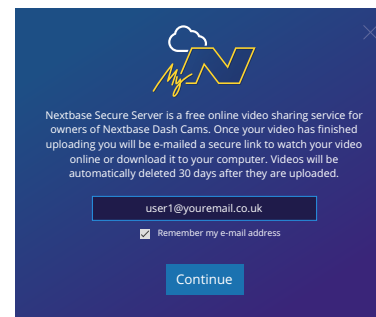 My N
Nextbase Secure Server is a free online video sharing service for
owners of Nextbase Dash Cams. Once your video has finished
uploading you will be e-mailed a secure link to watch your video
online or download it to your computer. Videos will be
automatically deleted 30 days after they are uploaded.
user1@youremail.co.uk
Remember my e-mail address
Continue